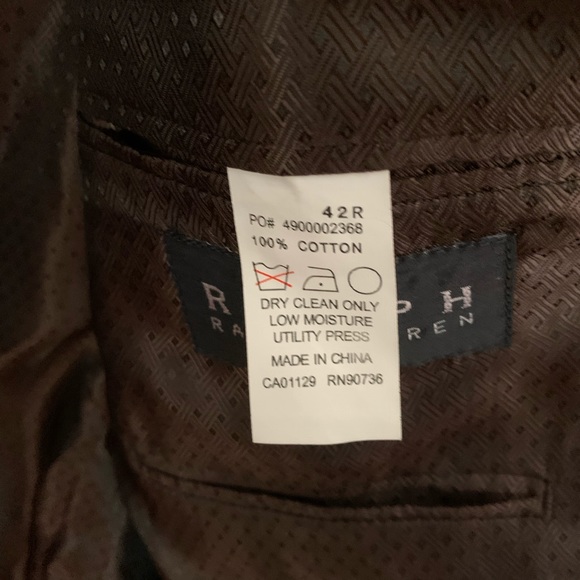 42R
PO# 4900002368
100% COTTON
DRY CLEAN ONLY
LOW MOISTURE
UTILITY PRESS
MADE IN CHINA
CA01129 RN90736